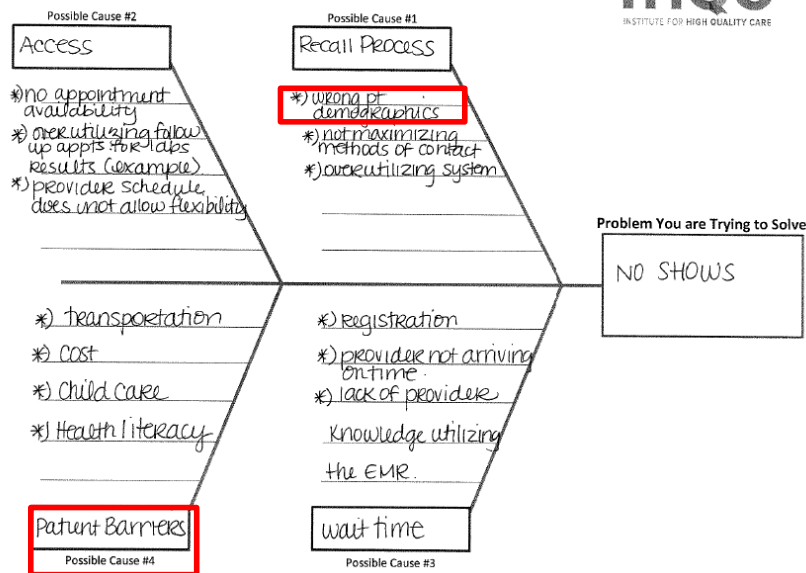 INSTITUTE FOR HIGH QUALITY CARE
Possible Cause #2
Access
*) no appointment
availability
*) overutilizing follow
up appts for labs
results (example)
*) provider schedule
does not allow flexibility
Possible Cause #1
Recall Process
*) wrong pt
demographics
*) not maximizing
methods of contact
*) overutilizing system
Problem You are Trying to Solve
NO SHOWS
*) transportation
*) cost
*) Child care
*) Health literacy
Patient Barriers
Possible Cause #4
*) registration
*) provider not arriving
on time.
*) lack of provider
knowledge utilizing
the EMR.
wait time
Possible Cause #3